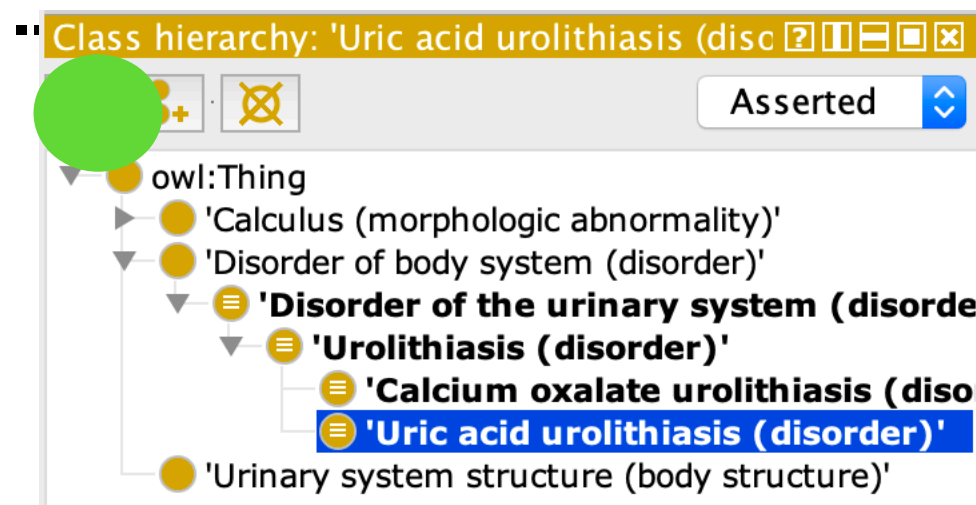 Class hierarchy: 'Uric acid urolithiasis (disc
Asserted
owl:Thing
'Calculus (morphologic abnormality)'
'Disorder of body system (disorder)'
'Disorder of the urinary system (disorde
'Urolithiasis (disorder)'
'Calcium oxalate urolithiasis (diso
'Uric acid urolithiasis (disorder)'
'Urinary system structure (body structure)'